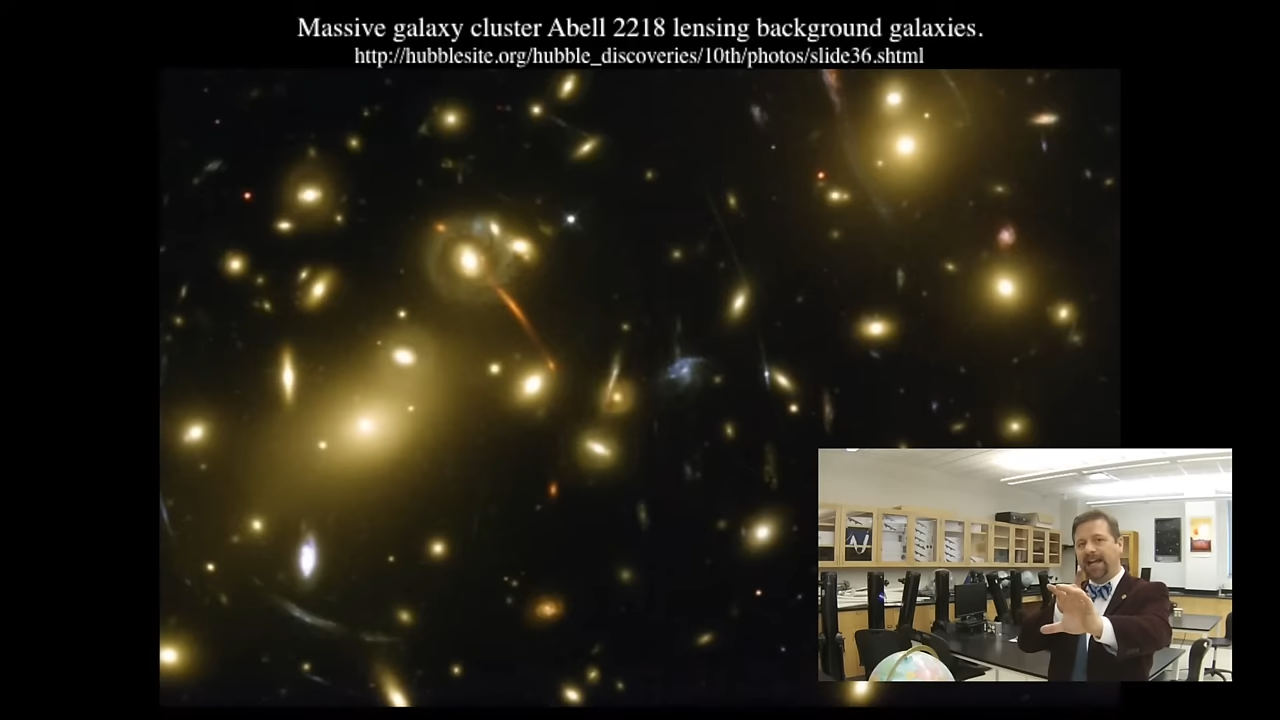 Massive galaxy cluster Abell 2218 lensing background galaxies.
http://hubblesite.org/hubble_discoveries/10th/photos/slide36.shtml